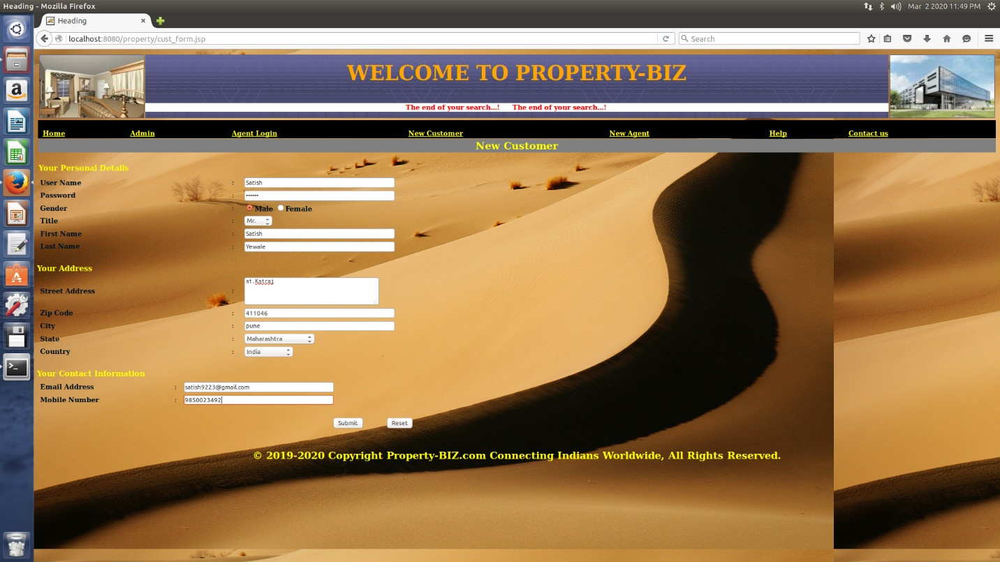 Heading - Mozilla Firefox
Mar 2 2020 11:49 PM
Heading
localhost:8080/property/cust_form.jsp
Search
WELCOME TO PROPERTY-BIZ
The end of your search...! The end of your search...!
Home Admin Agent Login New Customer New Agent Help Contact us
New Customer
Your Personal Details
User Name : Satish
Password : ••••••
Gender : Male Female
Title : Mr.
First Name : Satish
Last Name : Yewale
Your Address
Street Address : at.Katraj
Zip Code : 411046
City : pune
State : Maharashtra
Country : India
Your Contact Information
Email Address : satish9223@gmail.com
Mobile Number : 9850023492
Submit Reset
© 2019-2020 Copyright Property-BIZ.com Connecting Indians Worldwide, All Rights Reserved.